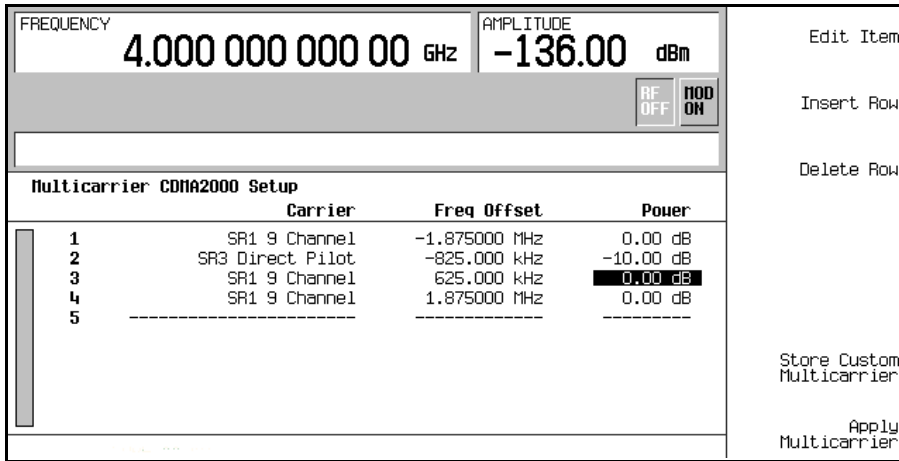 FREQUENCY
4.000 000 000 00 GHz
AMPLITUDE
-136.00 dBm
RF OFF
MOD ON
Multicarrier CDMA2000 Setup
Carrier Freq Offset Power
1 SR1 9 Channel -1.875000 MHz 0.00 dB
2 SR3 Direct Pilot -825.000 kHz -10.00 dB
3 SR1 9 Channel 625.000 kHz 0.00 dB
4 SR1 9 Channel 1.875000 MHz 0.00 dB
5 ----------------------- ------------- ---------
Edit Item
Insert Row
Delete Row
Store Custom
Multicarrier
Apply
Multicarrier